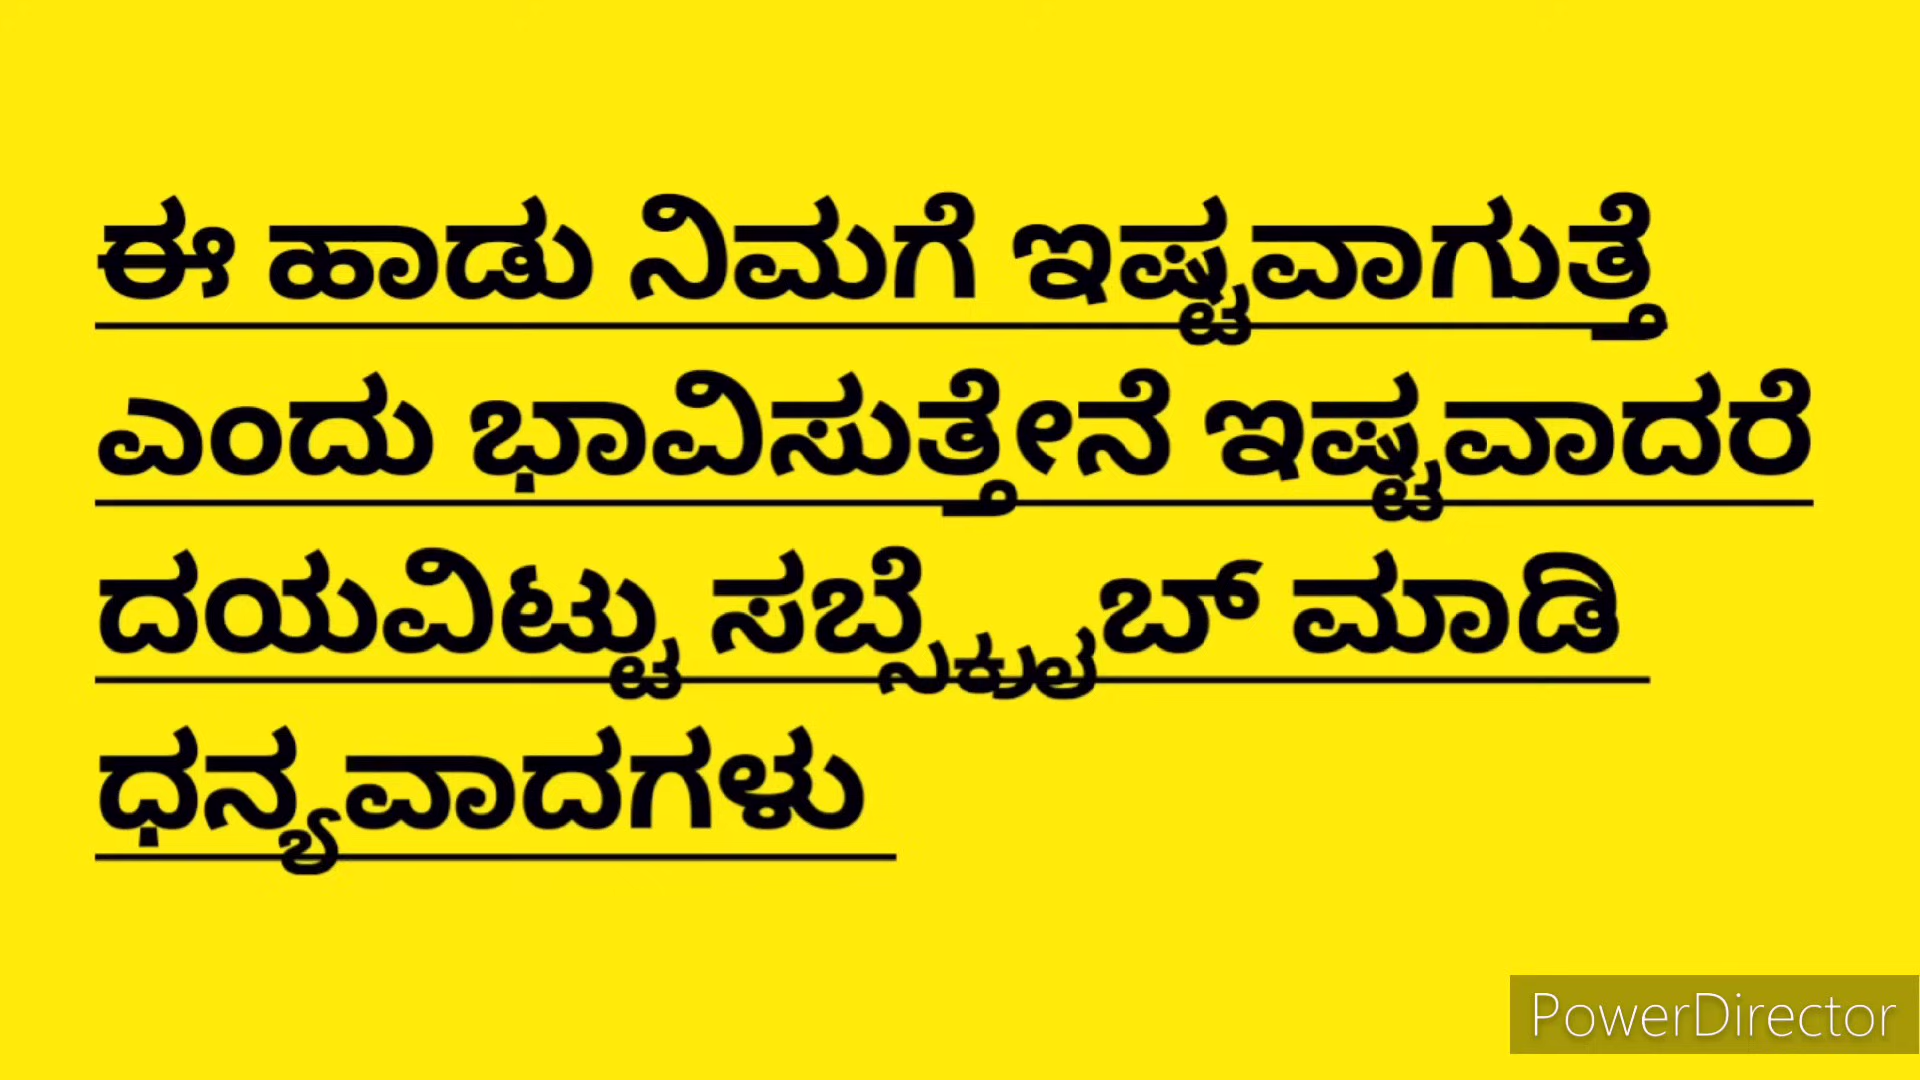 ಈ ಹಾಡು ನಿಮಗೆ ಇಷ್ಟವಾಗುತ್ತೆ
ಎಂದು ಭಾವಿಸುತ್ತೇನೆ ಇಷ್ಟವಾದರೆ
ದಯವಿಟ್ಟು ಸಬ್ಸ್ಕ್ರೈಬ್ ಮಾಡಿ
ಧನ್ಯವಾದಗಳು
PowerDirector